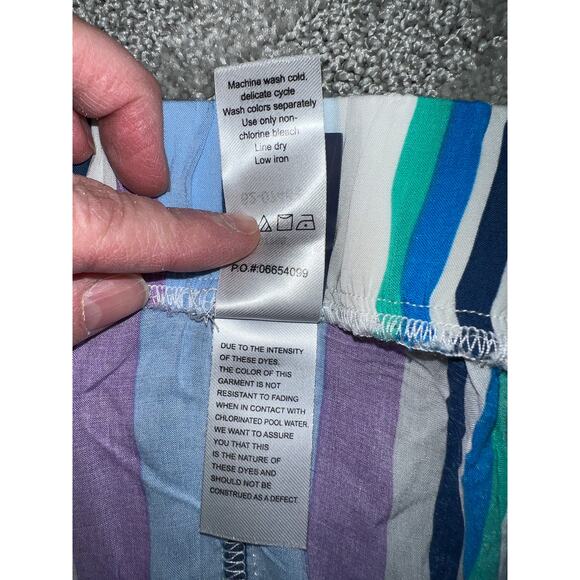 Machine wash cold,
delicate cycle
Wash colors separately
Use only non-
chlorine bleach
Line dry
Low iron
P.O.#:06654099
DUE TO THE INTENSITY
OF THESE DYES.
THE COLOR OF THIS
GARMENT IS NOT
RESISTANT TO FADING
WHEN IN CONTACT WITH
CHLORINATED POOL WATER.
WE WANT TO ASSURE
YOU THAT THIS
IS THE NATURE OF
THESE DYES AND
SHOULD NOT BE
CONSTRUED AS A DEFECT.